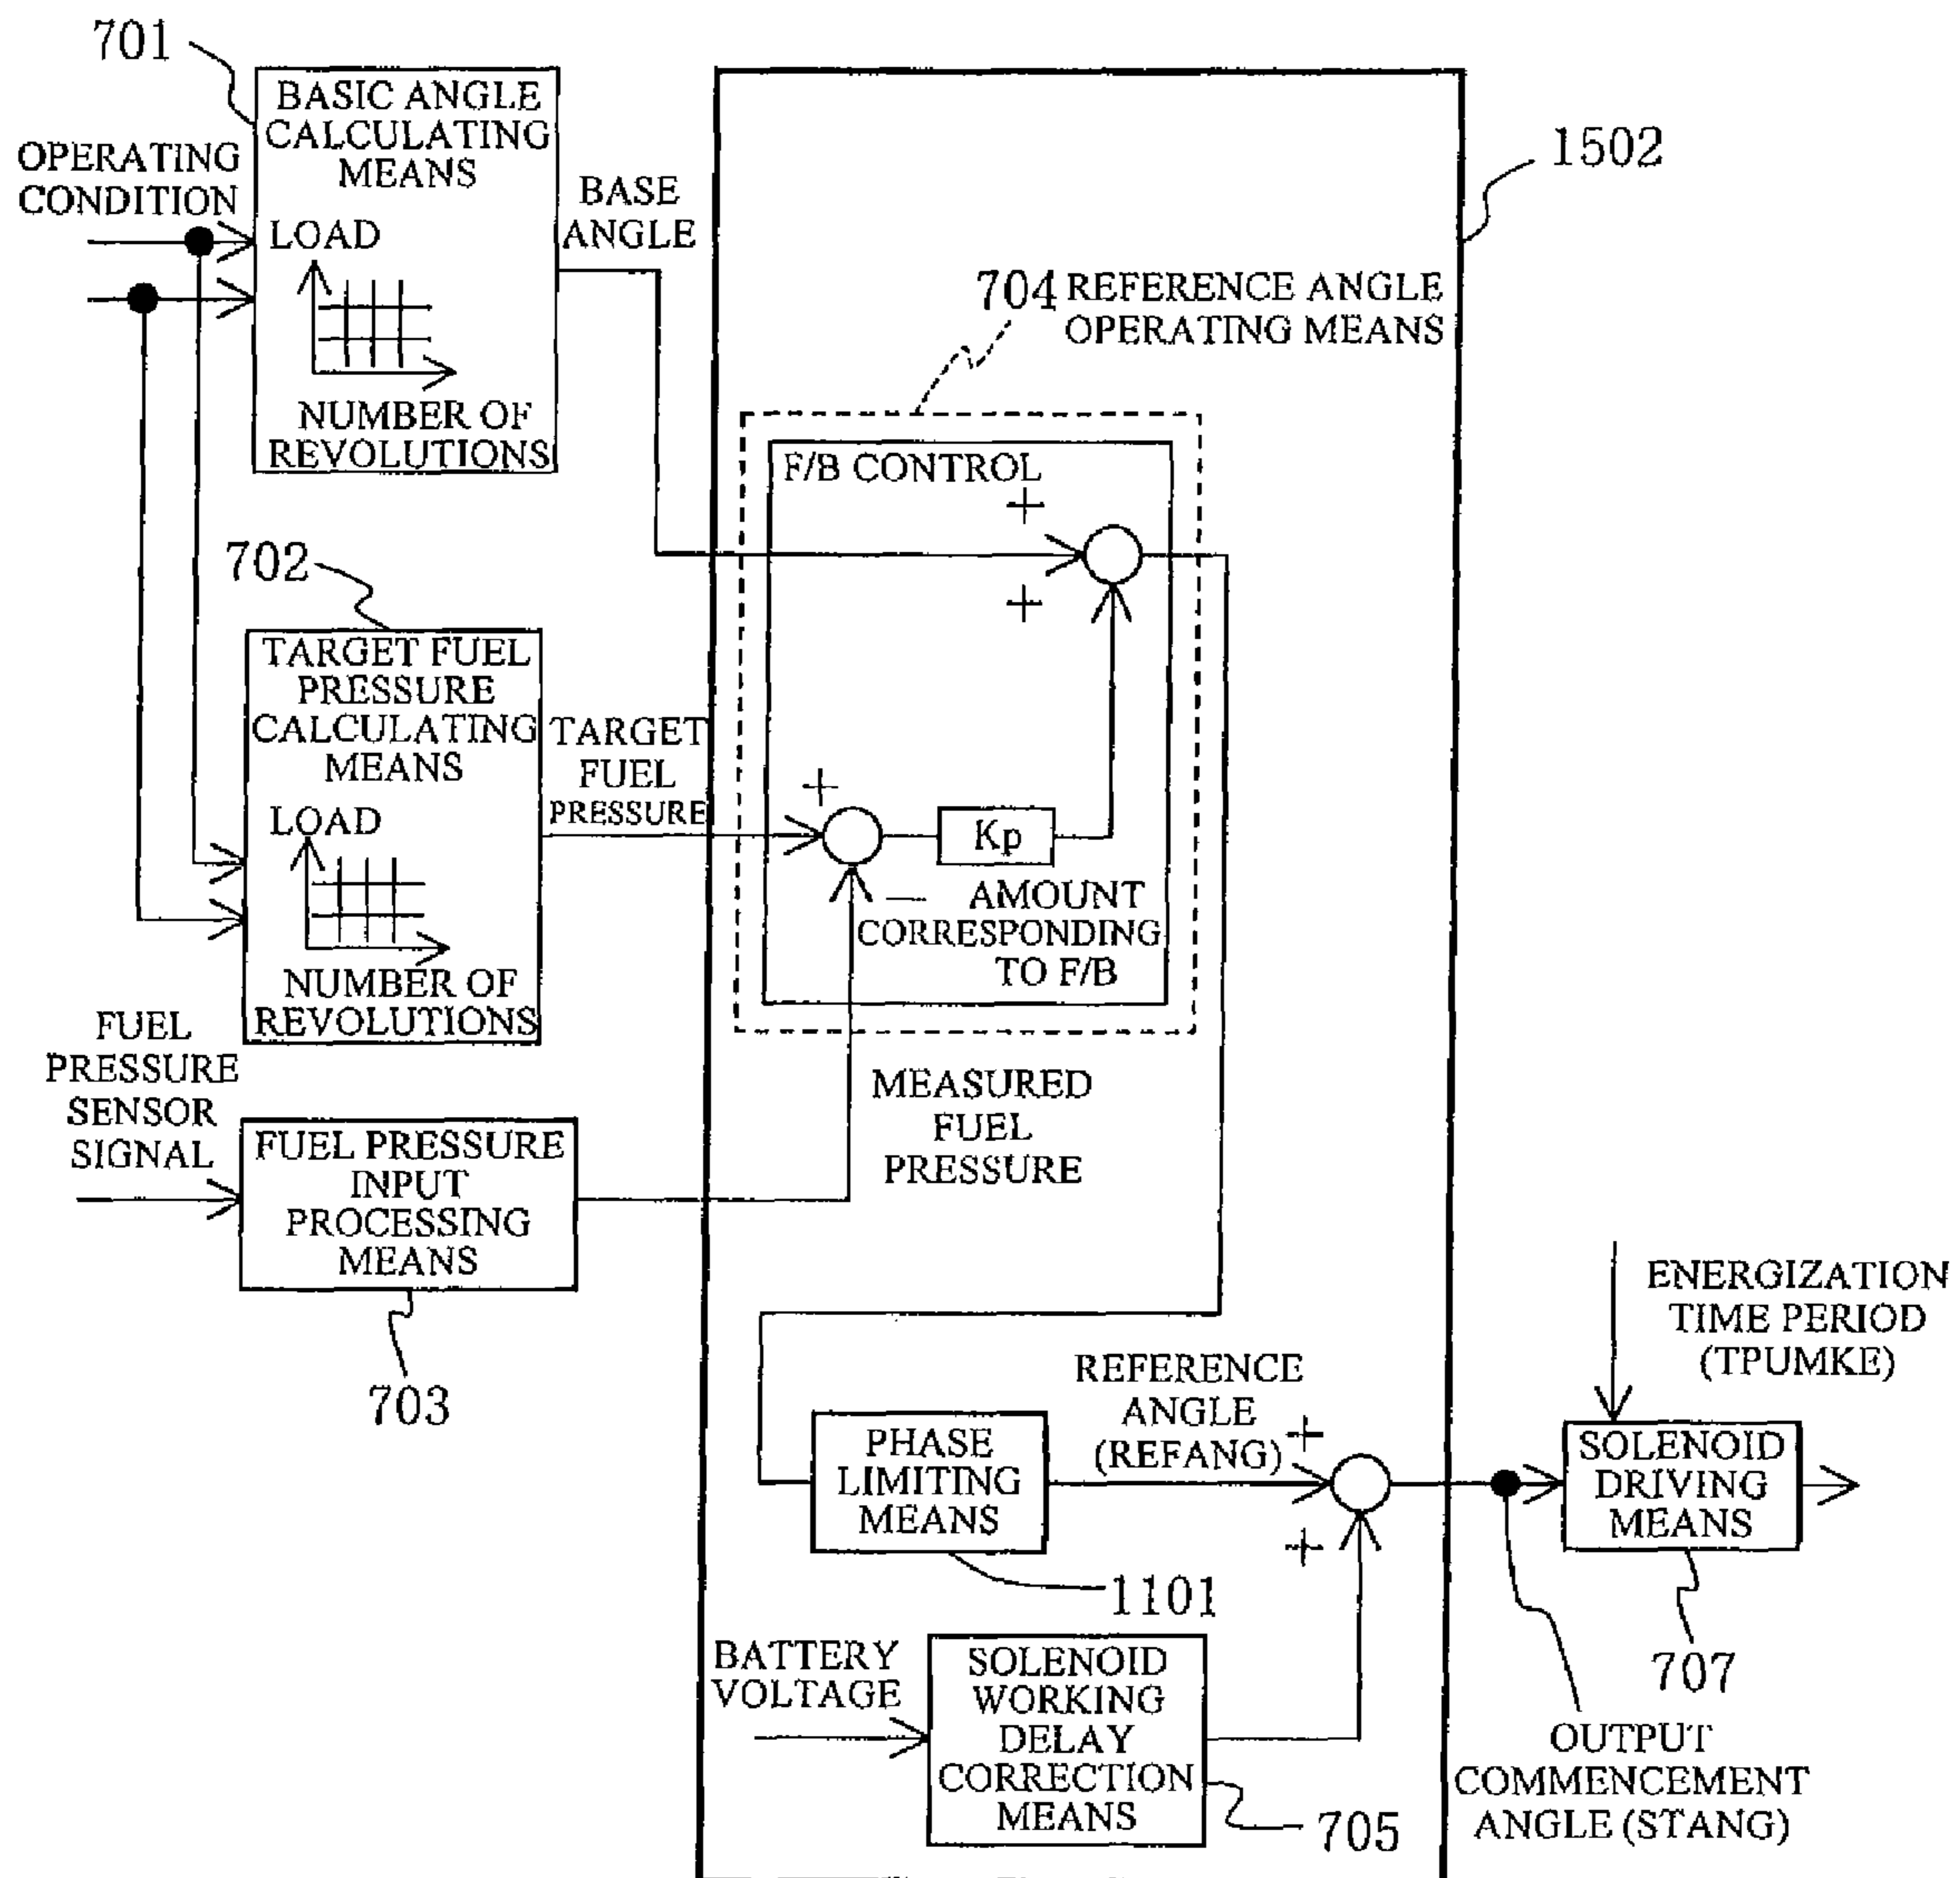 701
BASIC ANGLE
CALCULATING
MEANS
OPERATING
CONDITION
LOAD
NUMBER OF
REVOLUTIONS
BASE
ANGLE
1502
704 REFERENCE ANGLE
OPERATING MEANS
F/B CONTROL
+
+
702
TARGET FUEL
PRESSURE
CALCULATING
MEANS
LOAD
NUMBER OF
REVOLUTIONS
TARGET
FUEL
PRESSURE
+
Kp
— AMOUNT
CORRESPONDING
TO F/B
FUEL
PRESSURE
SENSOR
SIGNAL
FUEL PRESSURE
INPUT
PROCESSING
MEANS
703
MEASURED
FUEL
PRESSURE
ENERGIZATION
TIME PERIOD
(TPUMKE)
REFERENCE
ANGLE
(REFANG)
+
+
PHASE
LIMITING
MEANS
1101
SOLENOID
DRIVING
MEANS
707
BATTERY
VOLTAGE
SOLENOID
WORKING
DELAY
CORRECTION
MEANS
705
OUTPUT
COMMENCEMENT
ANGLE (STANG)